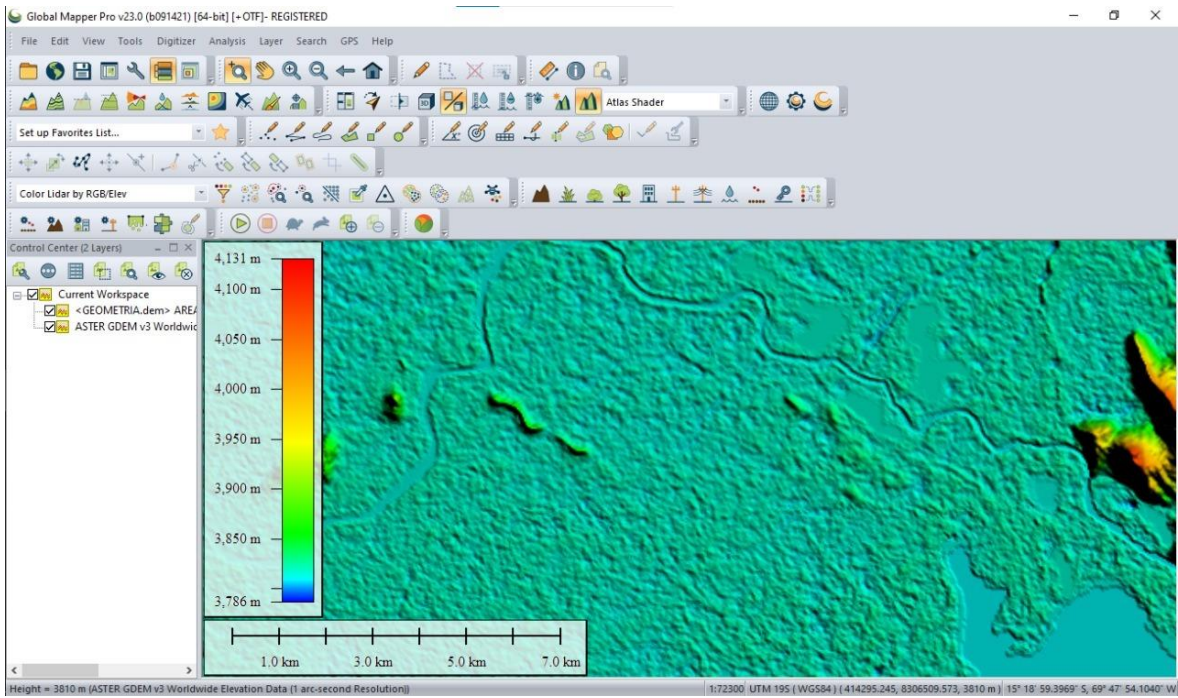 Global Mapper Pro v23.0 (b091421) [64-bit] [+OTF]- REGISTERED
File Edit View Tools Digitizer Analysis Layer Search GPS Help
Atlas Shader
Set up Favorites List...
Color Lidar by RGB/Elev
Control Center (2 Layers)
Current Workspace
<GEOMETRIA.dem> AREA
ASTER GDEM v3 Worldwid
4,131 m
4,100 m
4,050 m
4,000 m
3,950 m
3,900 m
3,850 m
3,786 m
1.0 km 3.0 km 5.0 km 7.0 km
Height = 3810 m (ASTER GDEM v3 Worldwide Elevation Data (1 arc-second Resolution)) 1:72300 UTM 19S ( WGS84 ) ( 414295.245, 8306509.573, 3810 m ) 15° 18' 59.3969" S, 69° 47' 54.1040" W